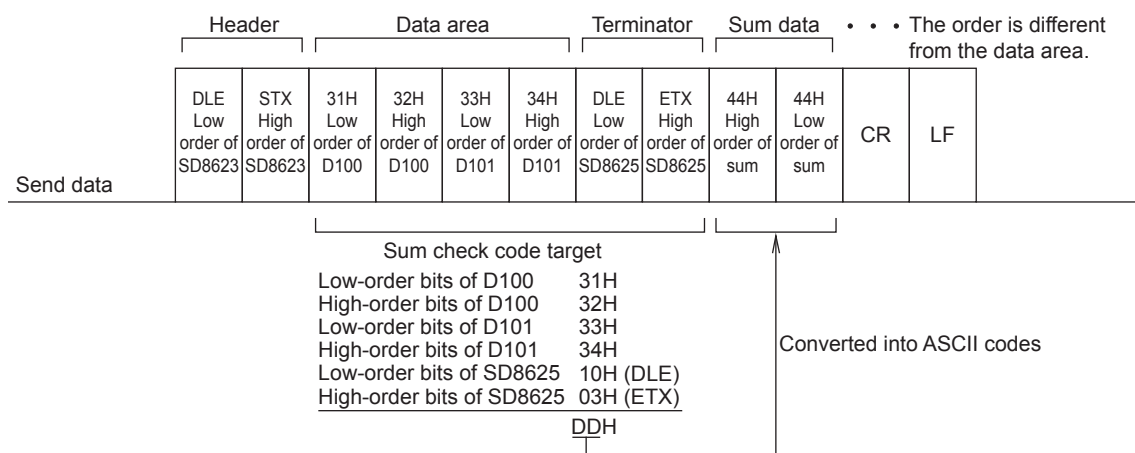 Header Data area Terminator Sum data • • • The order is different
from the data area.
DLE Low order of SD8623
STX High order of SD8623
31H Low order of D100
32H High order of D100
33H Low order of D101
34H High order of D101
DLE Low order of SD8625
ETX High order of SD8625
44H High order of sum
44H Low order of sum
CR
LF
Send data
Sum check code target
Low-order bits of D100 31H
High-order bits of D100 32H
Low-order bits of D101 33H
High-order bits of D101 34H
Low-order bits of SD8625 10H (DLE)
High-order bits of SD8625 03H (ETX)
DDH
Converted into ASCII codes